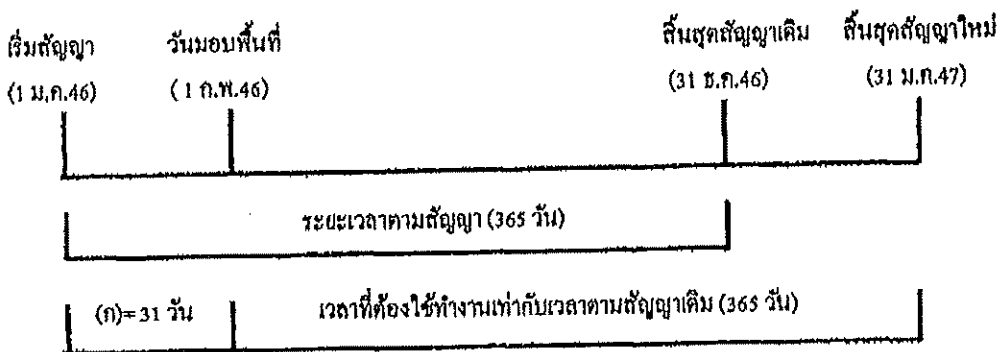 เริ่มสัญญา วันมอบพื้นที่ สิ้นสุดสัญญาเดิม สิ้นสุดสัญญาใหม่
(1 ม,ค.46) ( 1 ก.พ.46) (31 ธ.ค.46) (31 ม.ค.47)
ระยะเวลาตามสัญญา (365 วัน)
(ก)= 31 วัน เวลาที่ต้องใช้ทำงานเท่ากับเวลาตามสัญญาเดิม (365 วัน)